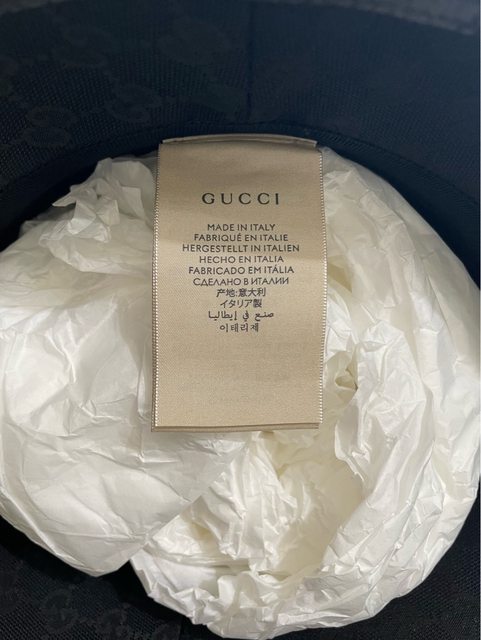 GUCCI
MADE IN ITALY
FABRIQUÉ EN ITALIE
HERGESTELLT IN ITALIEN
HECHO EN ITALIA
FABRICADO EM ITÁLIA
СДЕЛАНО В ИТАЛИИ
产地:意大利
イタリア製
صنع في إيطاليا
이태리제